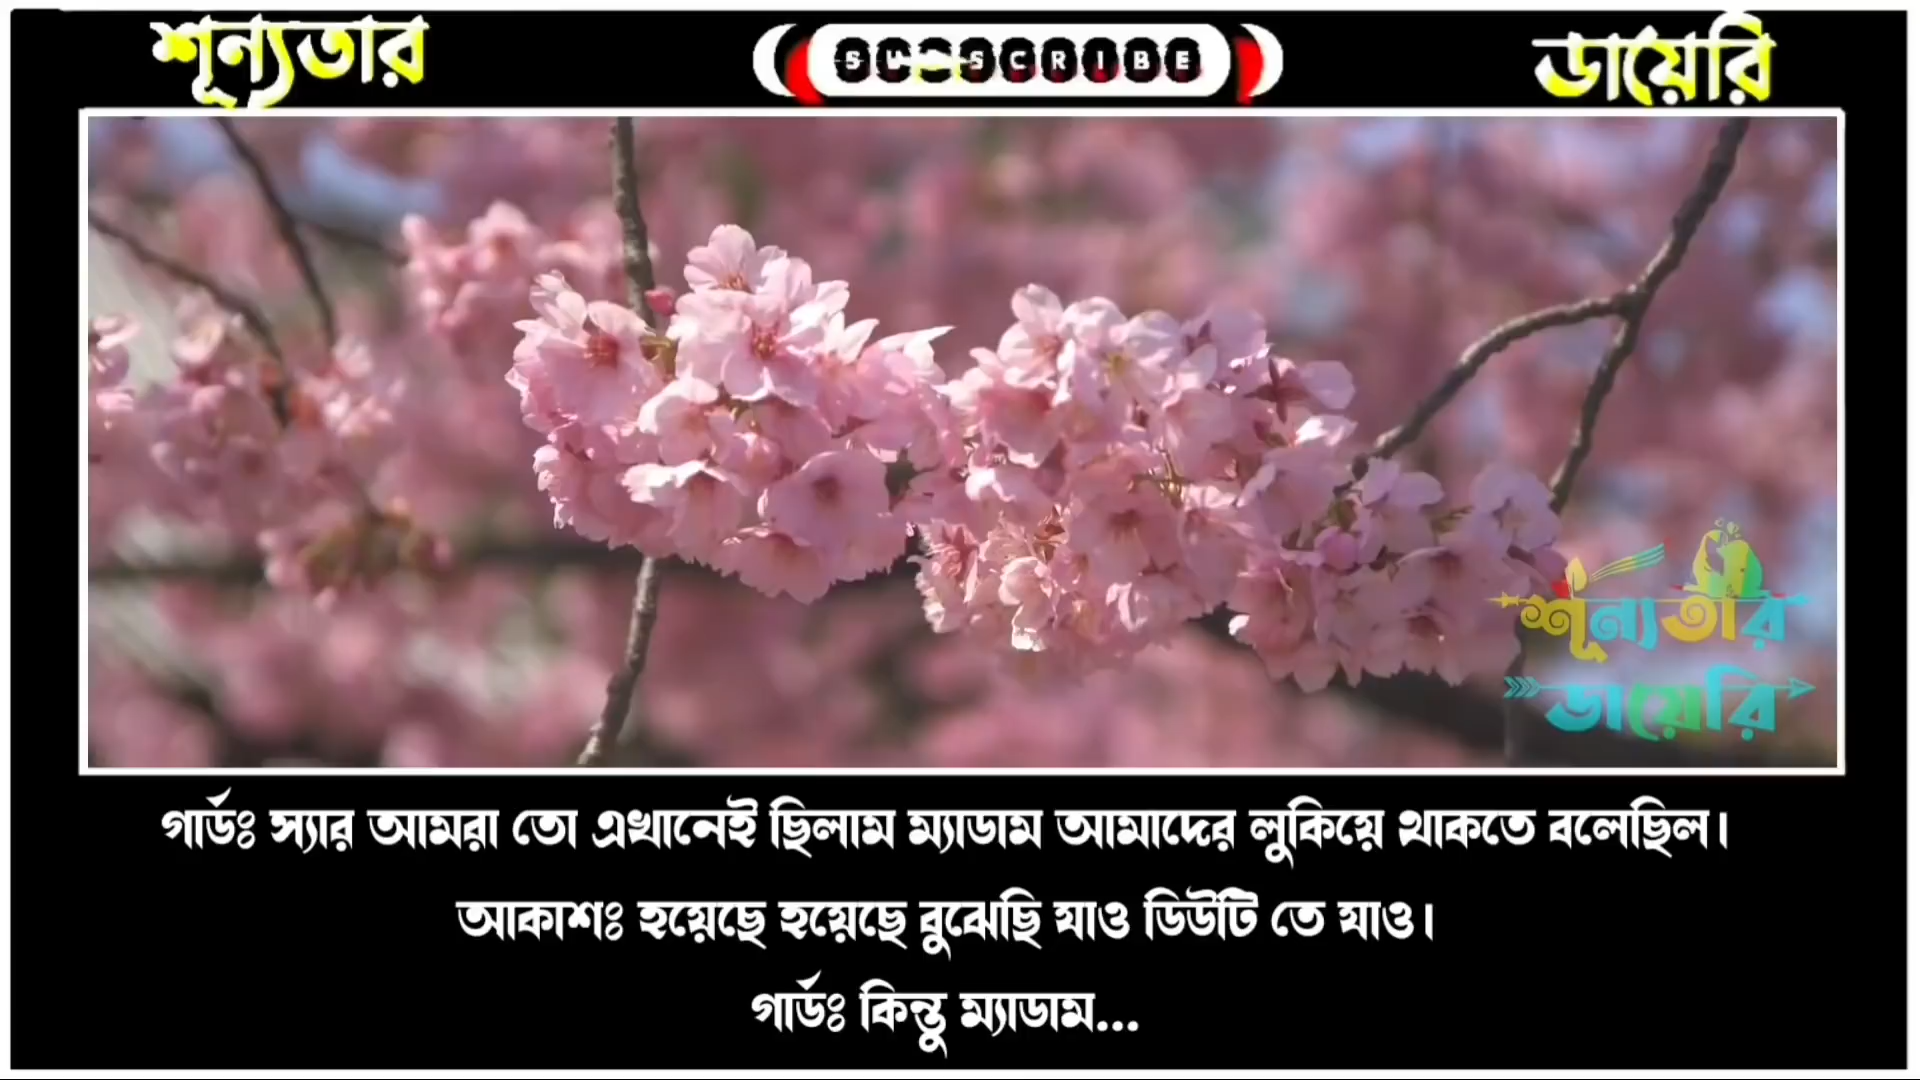 শূন্যতার
SUBSCRIBE
ডায়েরি
শূন্যতার
ডায়েরি
গার্ডঃ স্যার আমরা তো এখানেই ছিলাম ম্যাডাম আমাদের লুকিয়ে থাকতে বলেছিল।
আকাশঃ হয়েছে হয়েছে বুঝেছি যাও ডিউটি তে যাও।
গার্ডঃ কিন্তু ম্যাডাম...